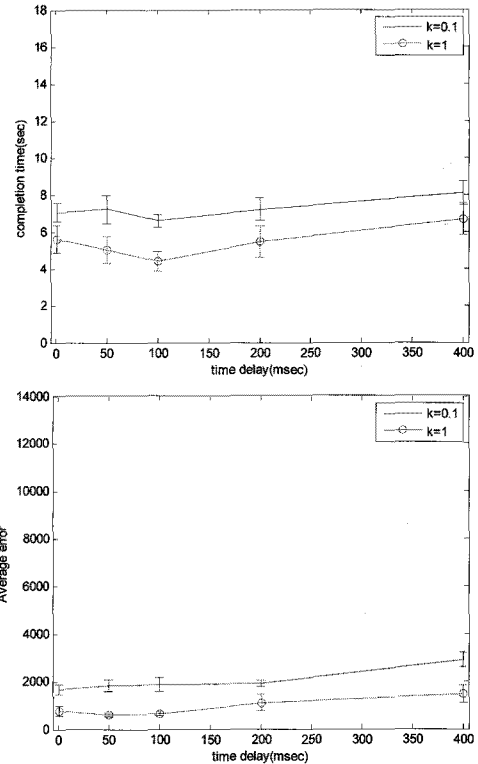 18
16
14
12
10
8
6
4
2
0
completion time(sec)
k=0.1
k=1
0 50 100 150 200 250 300 350 400
time delay(msec)
14000
12000
10000
8000
6000
4000
2000
0
Average error
k=0.1
k=1
0 50 100 150 200 250 300 350 400
time delay(msec)